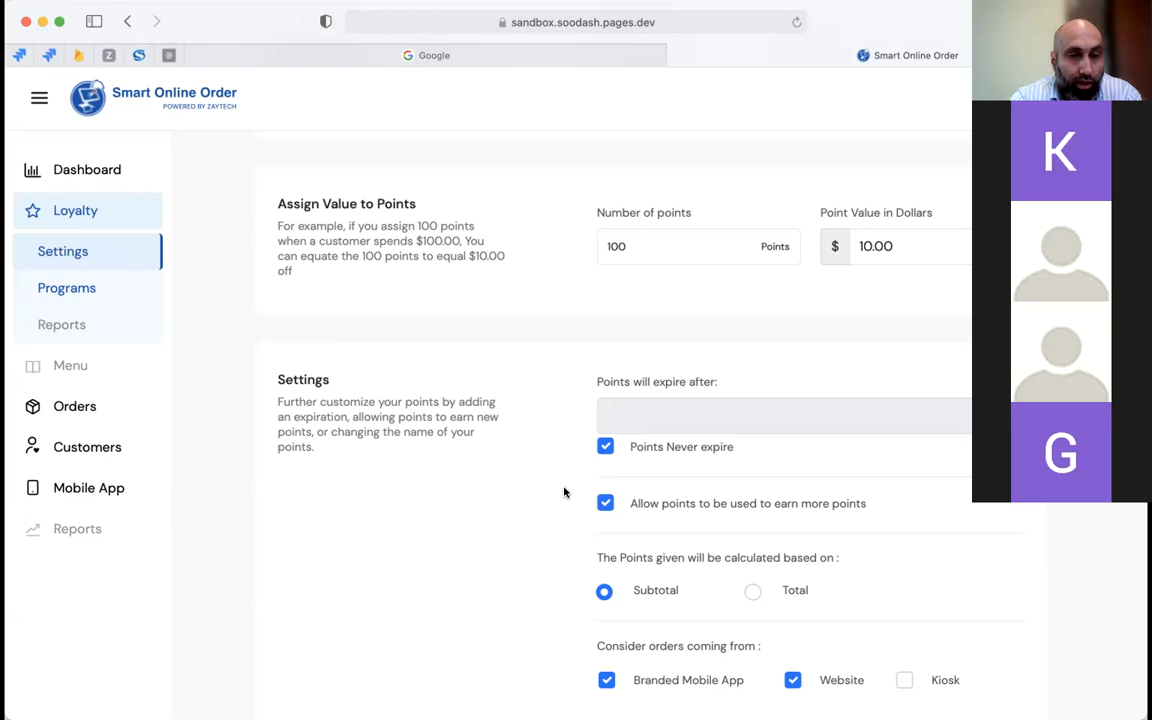 sandbox.soodash.pages.dev
Google
Smart Online Order
Z
S
Smart Online Order
POWERED BY ZAYTECH
Dashboard
Loyalty
Settings
Programs
Reports
Menu
Orders
Customers
Mobile App
Reports
Assign Value to Points
For example, if you assign 100 points
when a customer spends $100.00, You
can equate the 100 points to equal $10.00
off
Number of points
100 Points
Point Value in Dollars
$ 10.00
Settings
Further customize your points by adding
an expiration, allowing points to earn new
points, or changing the name of your
points.
Points will expire after:
Points Never expire
Allow points to be used to earn more points
The Points given will be calculated based on :
Subtotal Total
Consider orders coming from :
Branded Mobile App Website Kiosk
K
G